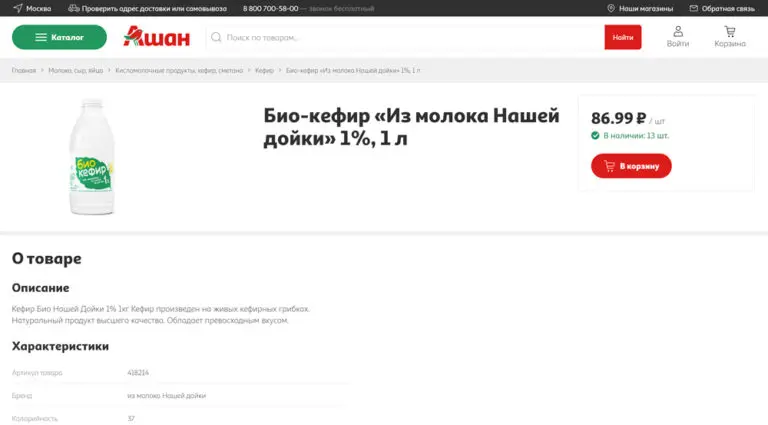 Москва
Проверить адрес доставки или самовывоза
8 800 700-58-00 — звонок бесплатный
Наши магазины
Обратная связь
Каталог
Ашан
Поиск по товарам...
Найти
Войти
Корзина
Главная > Молоко, сыр, яйца > Кисломолочные продукты, кефир, сметана > Кефир > Био-кефир «Из молока Нашей дойки» 1%, 1 л
БИО
КЕФИР
1%
Био-кефир «Из молока Нашей
дойки» 1%, 1 л
86.99 ₽ / шт
В наличии: 13 шт.
В корзину
О товаре
Описание
Кефир Био Нашей Дойки 1% 1кг Кефир произведен на живых кефирных грибках.
Натуральный продукт высшего качества. Обладает превосходным вкусом.
Характеристики
Артикул товара 418214
Бренд из молока Нашей дойки
Калорийность 37